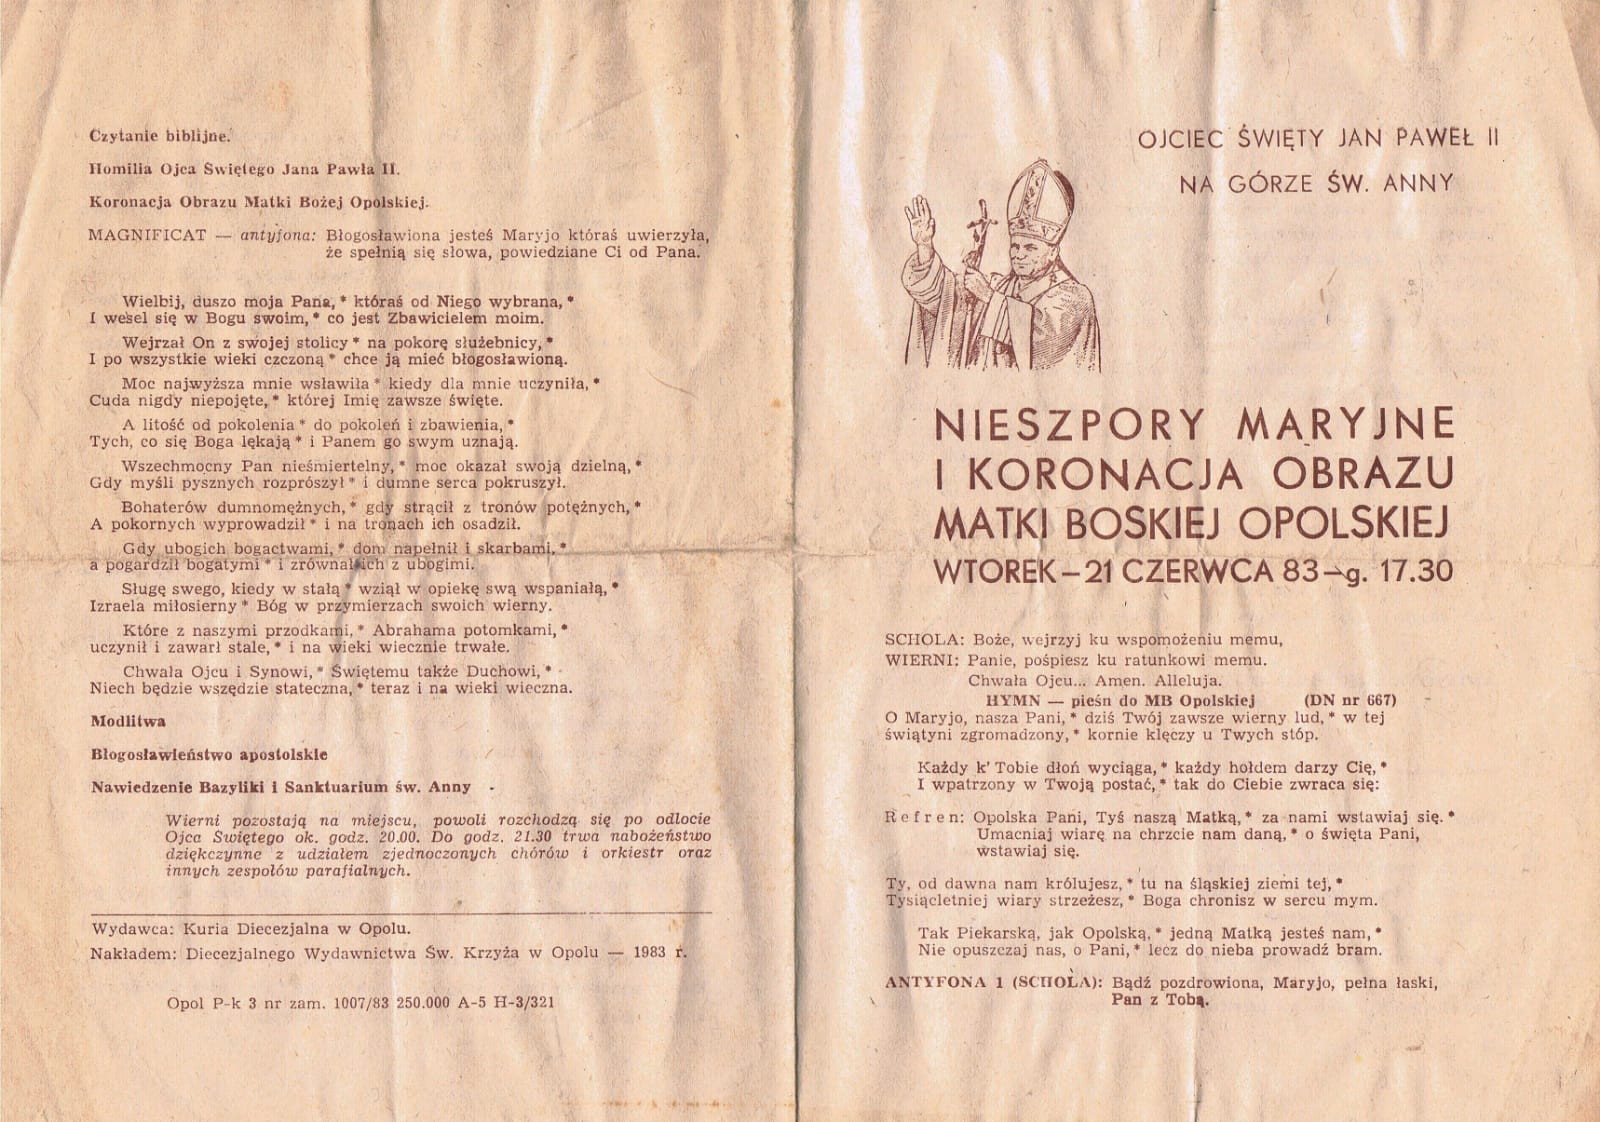 Czytanie biblijne.
Homilia Ojca Świętego Jana Pawła II.
Koronacja Obrazu Matki Bożej Opolskiej.
MAGNIFICAT — antyfona: Błogosławiona jesteś Maryjo któraś uwierzyła,
że spełnią się słowa, powiedziane Ci od Pana.
Wielbij, duszo moja Pana, * któraś od Niego wybrana, *
I wesel się w Bogu swoim, * co jest Zbawicielem moim.
Wejrzał On z swojej stolicy * na pokorę służebnicy, *
I po wszystkie wieki czczoną * chce ją mieć błogosławioną.
Moc najwyższa mnie wsławiła * kiedy dla mnie uczyniła, *
Cuda nigdy niepojęte, * której Imię zawsze święte.
A litość od pokolenia * do pokoleń i zbawienia, *
Tych, co się Boga lękają * i Panem go swym uznają.
Wszechmocny Pan nieśmiertelny, * moc okazał swoją dzielną, *
Gdy myśli pysznych rozprószył * i dumne serca pokruszył.
Bohaterów dumnomężnych, * gdy strącił z tronów potężnych, *
A pokornych wyprowadził * i na tronach ich osadził.
Gdy ubogich bogactwami, * dom napełnił i skarbami, *
a pogardził bogatymi * i zrównał ich z ubogimi.
Sługę swego, kiedy w stałą * wziął w opiekę swą wspaniałą, *
Izraela miłosierny * Bóg w przymierzach swoich wierny.
Które z naszymi przodkami, * Abrahama potomkami, *
uczynił i zawarł stale, * i na wieki wiecznie trwałe.
Chwała Ojcu i Synowi, * Świętemu także Duchowi, *
Niech będzie wszędzie stateczna, * teraz i na wieki wieczna.
Modlitwa
Błogosławieństwo apostolskie
Nawiedzenie Bazyliki i Sanktuarium św. Anny
Wierni pozostają na miejscu, powoli rozchodzą się po odlocie
Ojca Świętego ok. godz. 20.00. Do godz. 21.30 trwa nabożeństwo
dziękczynne z udziałem zjednoczonych chórów i orkiestr oraz
innych zespołów parafialnych.
Wydawca: Kuria Diecezjalna w Opolu.
Nakładem: Diecezjalnego Wydawnictwa Św. Krzyża w Opolu — 1983 r.
Opol P-k 3 nr zam. 1007/83 250.000 A-5 H-3/321
OJCIEC ŚWIĘTY JAN PAWEŁ II
NA GÓRZE ŚW. ANNY
NIESZPORY MARYJNE
I KORONACJA OBRAZU
MATKI BOSKIEJ OPOLSKIEJ
WTOREK – 21 CZERWCA 83 – g. 17.30
SCHOLA: Boże, wejrzyj ku wspomożeniu memu,
WIERNI: Panie, pośpiesz ku ratunkowi memu.
Chwała Ojcu... Amen. Alleluja.
HYMN — pieśn do MB Opolskiej (DN nr 667)
O Maryjo, nasza Pani, * dziś Twój zawsze wierny lud, * w tej
świątyni zgromadzony, * kornie klęczy u Twych stóp.
Każdy k' Tobie dłoń wyciąga, * każdy hołdem darzy Cię, *
I wpatrzony w Twoją postać, * tak do Ciebie zwraca się:
Refren: Opolska Pani, Tyś naszą Matką, * za nami wstawiaj się. *
Umacniaj wiarę na chrzcie nam daną, * o święta Pani,
wstawiaj się.
Ty, od dawna nam królujesz, * tu na śląskiej ziemi tej, *
Tysiącletniej wiary strzeżesz, * Boga chronisz w sercu mym.
Tak Piekarską, jak Opolską, * jedną Matką jesteś nam, *
Nie opuszczaj nas, o Pani, * lecz do nieba prowadź bram.
ANTYFONA 1 (SCHOLA): Bądź pozdrowiona, Maryjo, pełna łaski,
Pan z Tobą.